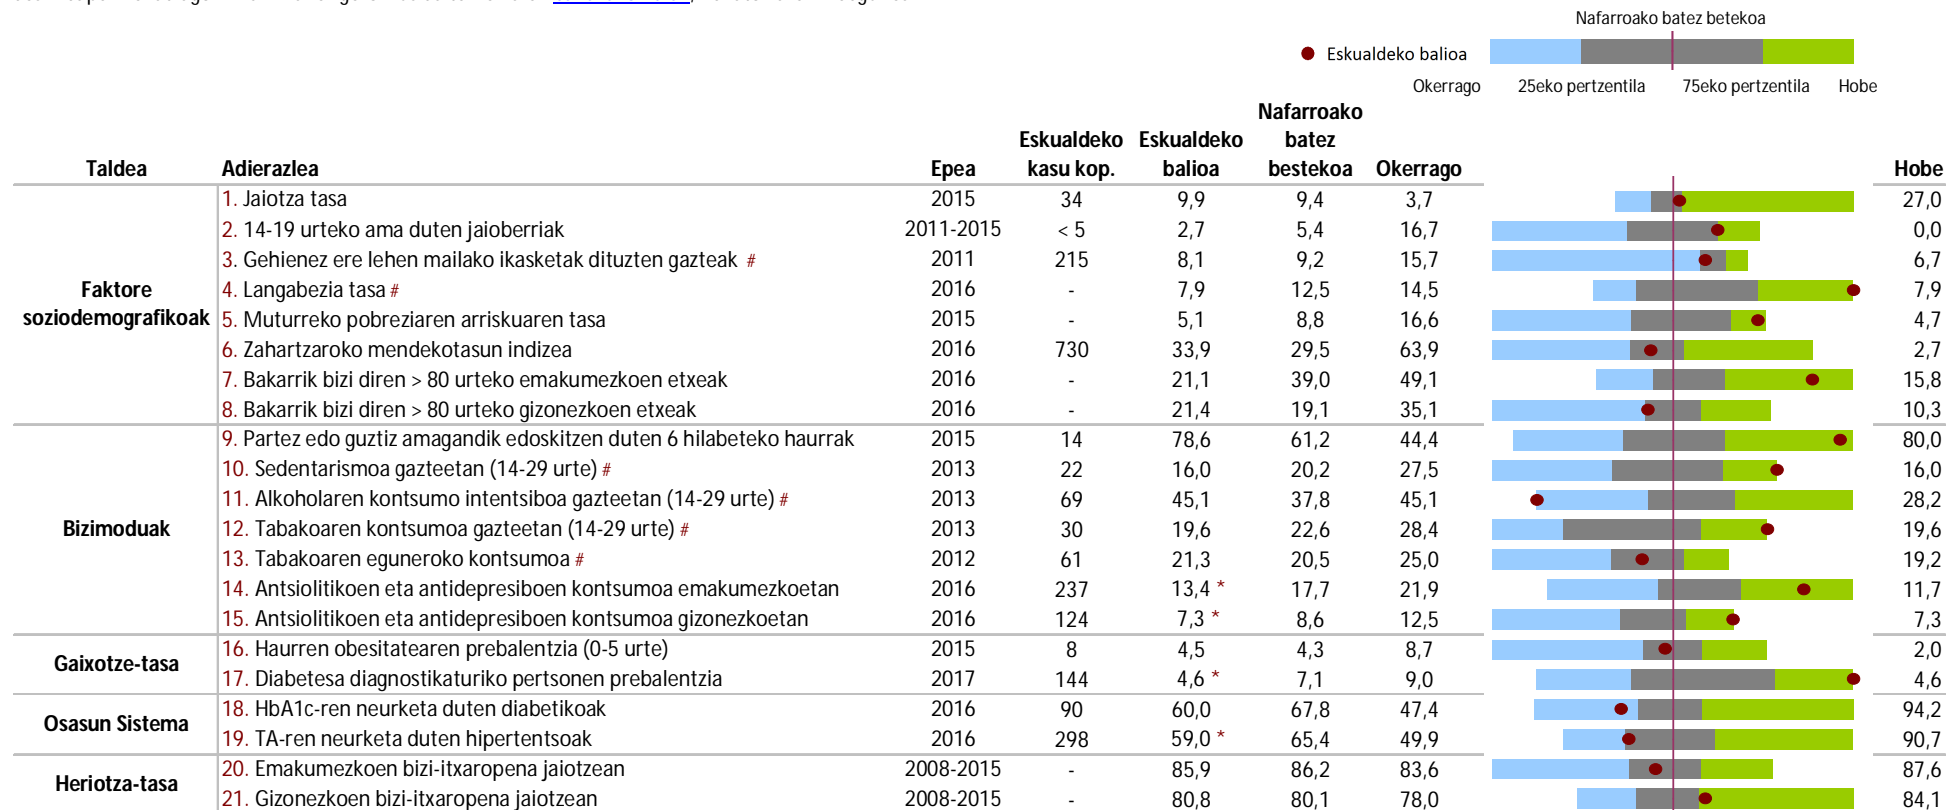 Nafarroako batez betekoa
Eskualdeko balioa
Okerrago 25eko pertzentila 75eko pertzentila Hobe
Taldea Adierazlea Epea Eskualdeko kasu kop. Eskualdeko balioa Nafarroako batez bestekoa Okerrago Hobe
Faktore soziodemografikoak
1. Jaiotza tasa 2015 34 9,9 9,4 3,7 27,0
2. 14-19 urteko ama duten jaioberriak 2011-2015 < 5 2,7 5,4 16,7 0,0
3. Gehienez ere lehen mailako ikasketak dituzten gazteak # 2011 215 8,1 9,2 15,7 6,7
4. Langabezia tasa # 2016 - 7,9 12,5 14,5 7,9
5. Muturreko pobreziaren arriskuaren tasa 2015 - 5,1 8,8 16,6 4,7
6. Zahartzaroko mendekotasun indizea 2016 730 33,9 29,5 63,9 2,7
7. Bakarrik bizi diren > 80 urteko emakumezkoen etxeak 2016 - 21,1 39,0 49,1 15,8
8. Bakarrik bizi diren > 80 urteko gizonezkoen etxeak 2016 - 21,4 19,1 35,1 10,3
Bizimoduak
9. Partez edo guztiz amagandik edoskitzen duten 6 hilabeteko haurrak 2015 14 78,6 61,2 44,4 80,0
10. Sedentarismoa gazteetan (14-29 urte) # 2013 22 16,0 20,2 27,5 16,0
11. Alkoholaren kontsumo intentsiboa gazteetan (14-29 urte) # 2013 69 45,1 37,8 45,1 28,2
12. Tabakoaren kontsumoa gazteetan (14-29 urte) # 2013 30 19,6 22,6 28,4 19,6
13. Tabakoaren eguneroko kontsumoa # 2012 61 21,3 20,5 25,0 19,2
14. Antsiolitikoen eta antidepresiboen kontsumoa emakumezkoetan 2016 237 13,4 * 17,7 21,9 11,7
15. Antsiolitikoen eta antidepresiboen kontsumoa gizonezkoetan 2016 124 7,3 * 8,6 12,5 7,3
Gaixotze-tasa
16. Haurren obesitatearen prebalentzia (0-5 urte) 2015 8 4,5 4,3 8,7 2,0
17. Diabetesa diagnostikaturiko pertsonen prebalentzia 2017 144 4,6 * 7,1 9,0 4,6
Osasun Sistema
18. HbA1c-ren neurketa duten diabetikoak 2016 90 60,0 67,8 47,4 94,2
19. TA-ren neurketa duten hipertentsoak 2016 298 59,0 * 65,4 49,9 90,7
Heriotza-tasa
20. Emakumezkoen bizi-itxaropena jaiotzean 2008-2015 - 85,9 86,2 83,6 87,6
21. Gizonezkoen bizi-itxaropena jaiotzean 2008-2015 - 80,8 80,1 78,0 84,1